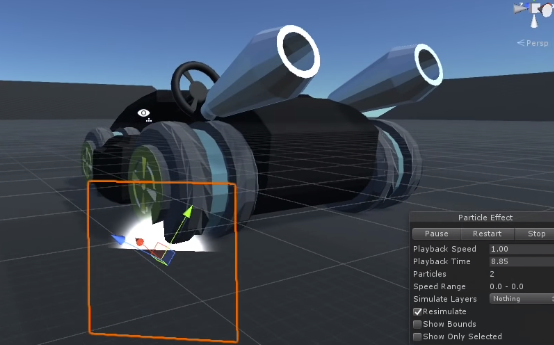 Persp
Particle Effect
Pause Restart Stop
Playback Speed 1.00
Playback Time 8.85
Particles 2
Speed Range 0.0 - 0.0
Simulate Layers Nothing
Resimulate
Show Bounds
Show Only Selected